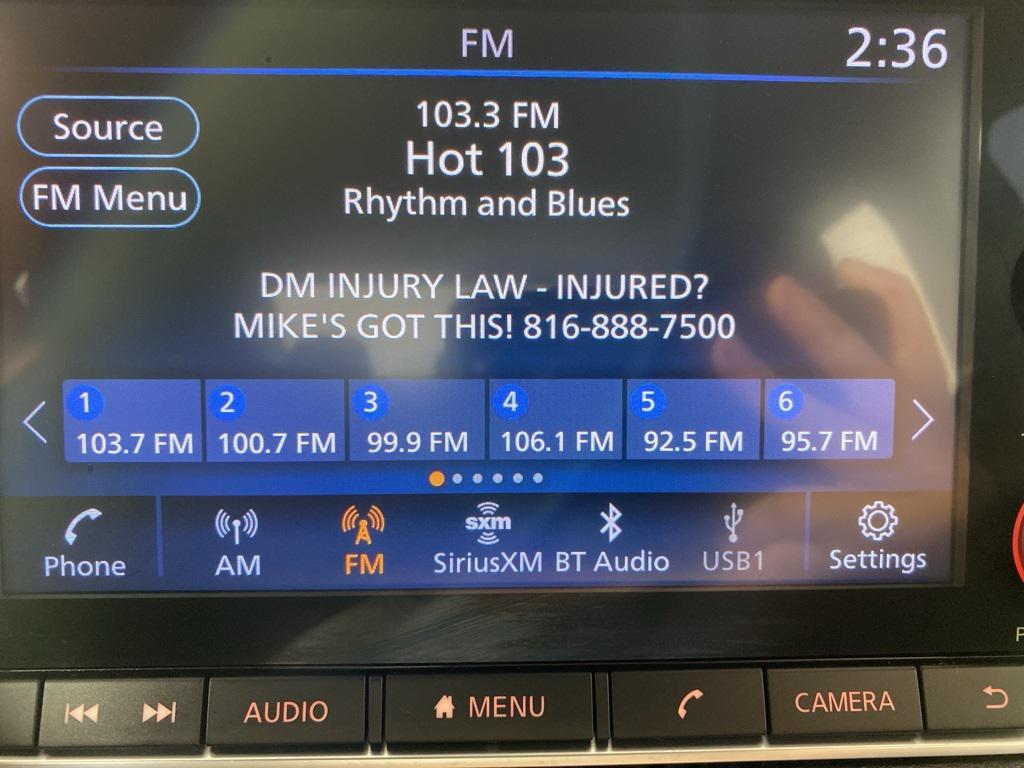 FM
2:36
Source
FM Menu
103.3 FM
Hot 103
Rhythm and Blues
DM INJURY LAW - INJURED?
MIKE'S GOT THIS! 816-888-7500
1 2 3 4 5 6
103.7 FM 100.7 FM 99.9 FM 106.1 FM 92.5 FM 95.7 FM
sxm
Phone AM FM SiriusXM BT Audio USB1 Settings
AUDIO MENU CAMERA